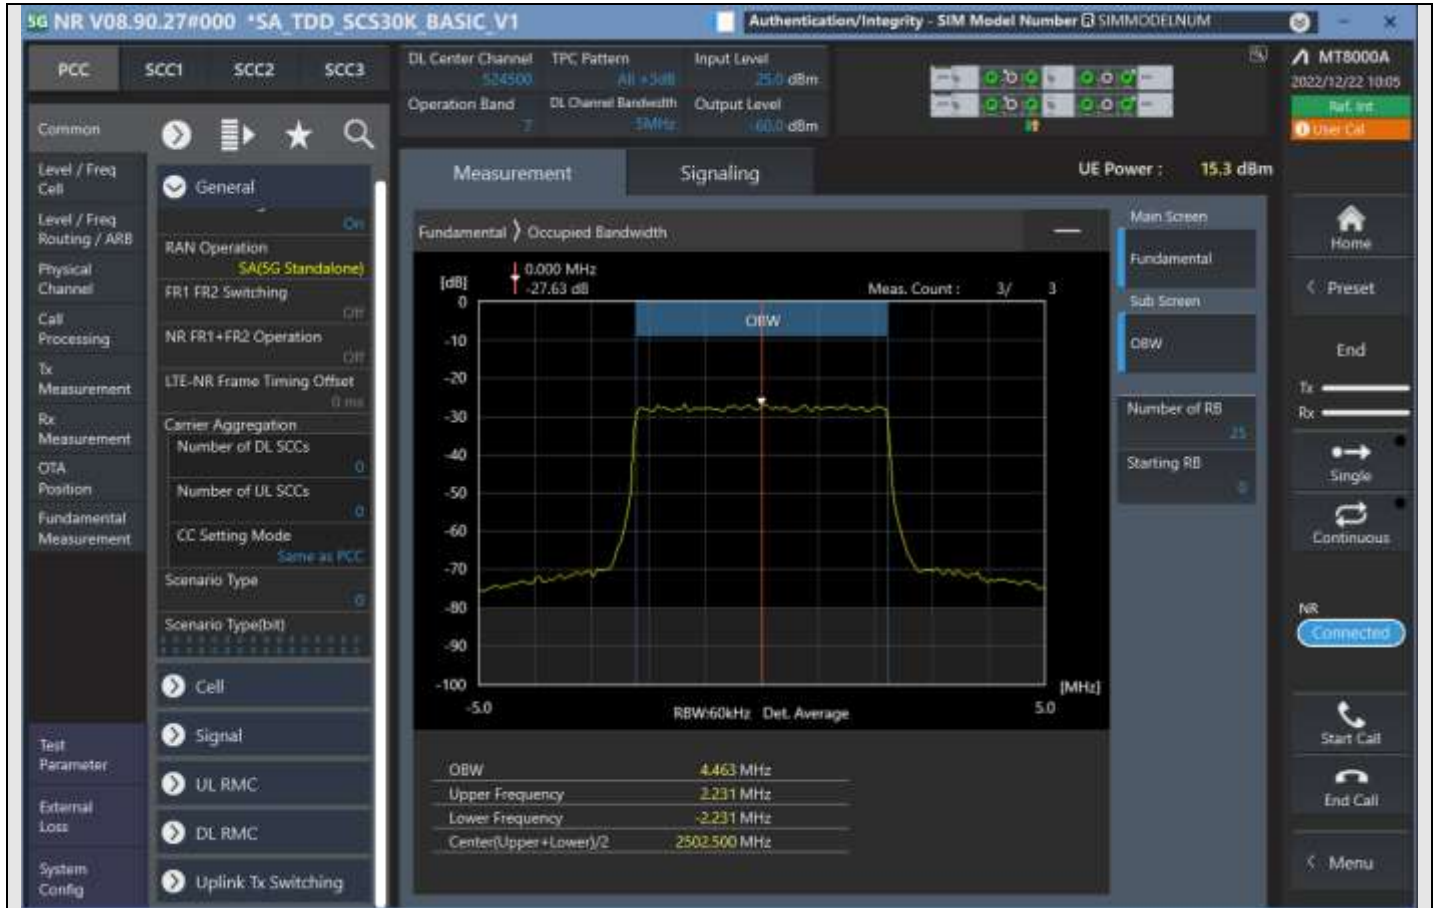 5G NR V08.90.27#000 *SA_TDD_SCS30K_BASIC_V1
Authentication/Integrity - SIM Model Number SIMMODELNUM
PCC SCC1 SCC2 SCC3
DL Center Channel 524500
TPC Pattern All +3dB
Input Level 25.0 dBm
Operation Band 7
DL Channel Bandwidth 5MHz
Output Level -60.0 dBm
MT8000A
2022/12/22 10:05
Ref. Int.
User Cal
Common
Level / Freq
Cell
Level / Freq
Routing / ARB
Physical
Channel
Call
Processing
Tx
Measurement
Rx
Measurement
OTA
Position
Fundamental
Measurement
Test
Parameter
External
Loss
System
Config
General
On
RAN Operation
SA(5G Standalone)
FR1 FR2 Switching
Off
NR FR1+FR2 Operation
Off
LTE-NR Frame Timing Offset
0 ms
Carrier Aggregation
Number of DL SCCs
0
Number of UL SCCs
0
CC Setting Mode
Same as PCC
Scenario Type
0
Scenario Type(bit)
Cell
Signal
UL RMC
DL RMC
Uplink Tx Switching
Measurement
Signaling
UE Power : 15.3 dBm
Fundamental Occupied Bandwidth
0.000 MHz
-27.63 dB
Meas. Count : 3/ 3
[dB]
0
-10
-20
-30
-40
-50
-60
-70
-80
-90
-100
OBW
[MHz]
-5.0
RBW:60kHz Det. Average
5.0
OBW 4.463 MHz
Upper Frequency 2.231 MHz
Lower Frequency -2.231 MHz
Center(Upper+Lower)/2 2502.500 MHz
Main Screen
Fundamental
Sub Screen
OBW
Number of RB
25
Starting RB
0
Home
Preset
End
Tx
Rx
Single
Continuous
NR
Connected
Start Call
End Call
Menu